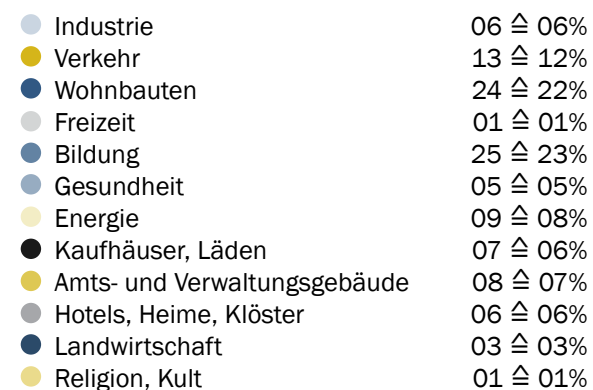 Industrie 06 ≙ 06%
Verkehr 13 ≙ 12%
Wohnbauten 24 ≙ 22%
Freizeit 01 ≙ 01%
Bildung 25 ≙ 23%
Gesundheit 05 ≙ 05%
Energie 09 ≙ 08%
Kaufhäuser, Läden 07 ≙ 06%
Amts- und Verwaltungsgebäude 08 ≙ 07%
Hotels, Heime, Klöster 06 ≙ 06%
Landwirtschaft 03 ≙ 03%
Religion, Kult 01 ≙ 01%